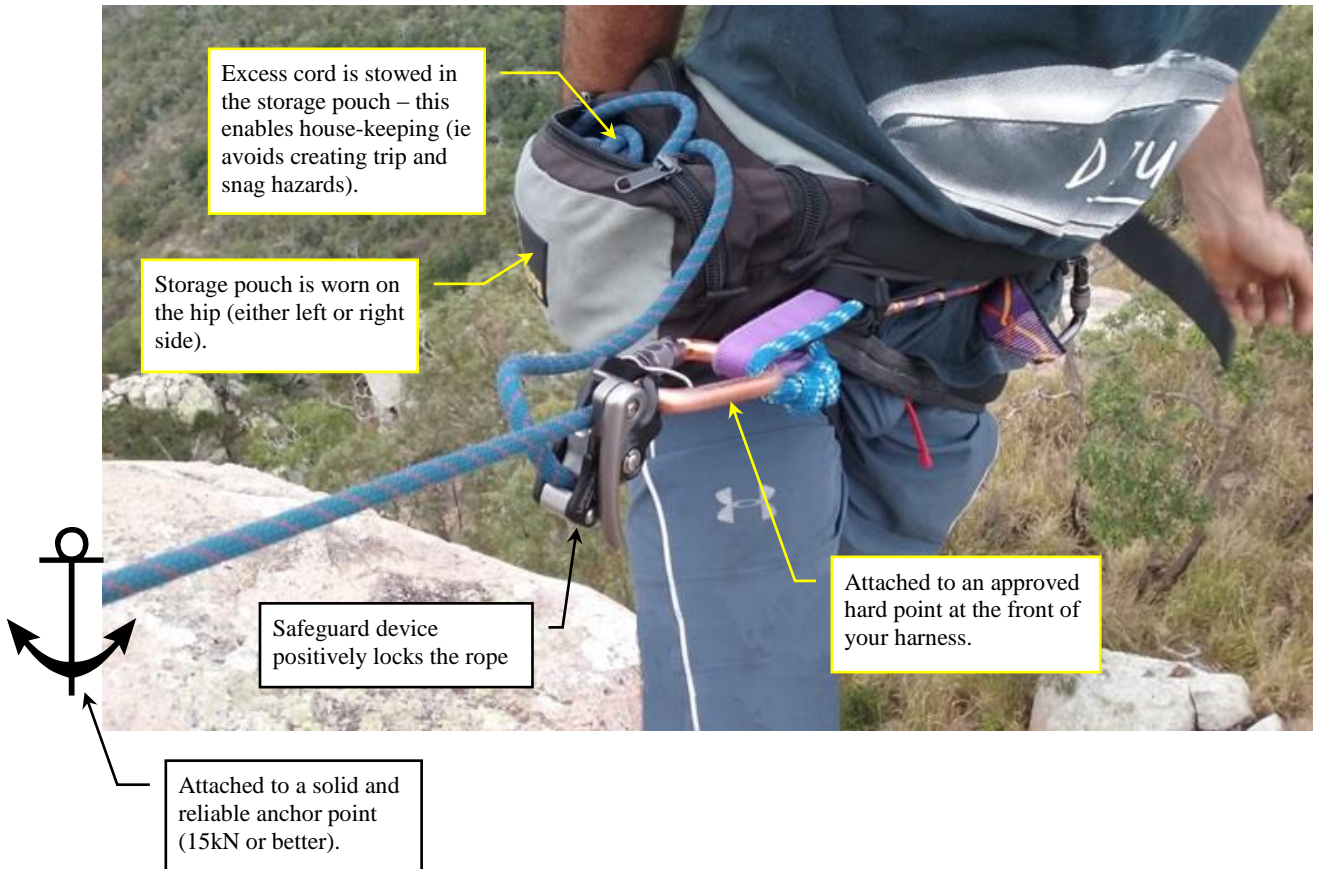 Excess cord is stowed in
the storage pouch – this
enables house-keeping (ie
avoids creating trip and
snag hazards).
Storage pouch is worn on
the hip (either left or right
side).
Safeguard device
positively locks the rope
Attached to an approved
hard point at the front of
your harness.
Attached to a solid and
reliable anchor point
(15kN or better).